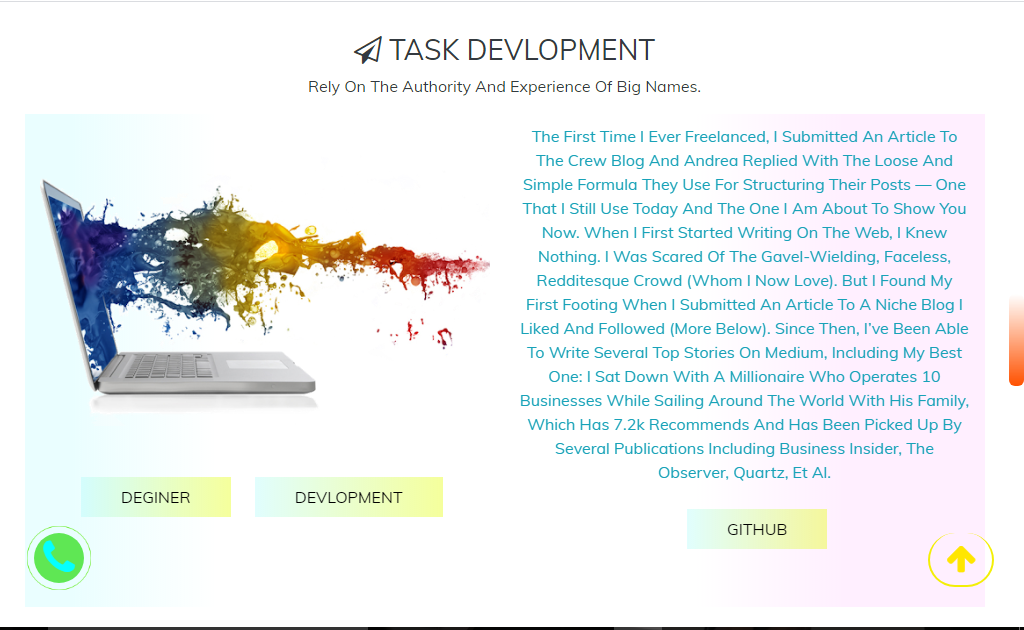 TASK DEVLOPMENT
Rely On The Authority And Experience Of Big Names.
The First Time I Ever Freelanced, I Submitted An Article To
The Crew Blog And Andrea Replied With The Loose And
Simple Formula They Use For Structuring Their Posts — One
That I Still Use Today And The One I Am About To Show You
Now. When I First Started Writing On The Web, I Knew
Nothing. I Was Scared Of The Gavel-Wielding, Faceless,
Redditesque Crowd (Whom I Now Love). But I Found My
First Footing When I Submitted An Article To A Niche Blog I
Liked And Followed (More Below). Since Then, I've Been Able
To Write Several Top Stories On Medium, Including My Best
One: I Sat Down With A Millionaire Who Operates 10
Businesses While Sailing Around The World With His Family,
Which Has 7.2k Recommends And Has Been Picked Up By
Several Publications Including Business Insider, The
Observer, Quartz, Et Al.
DEGINER
DEVLOPMENT
GITHUB